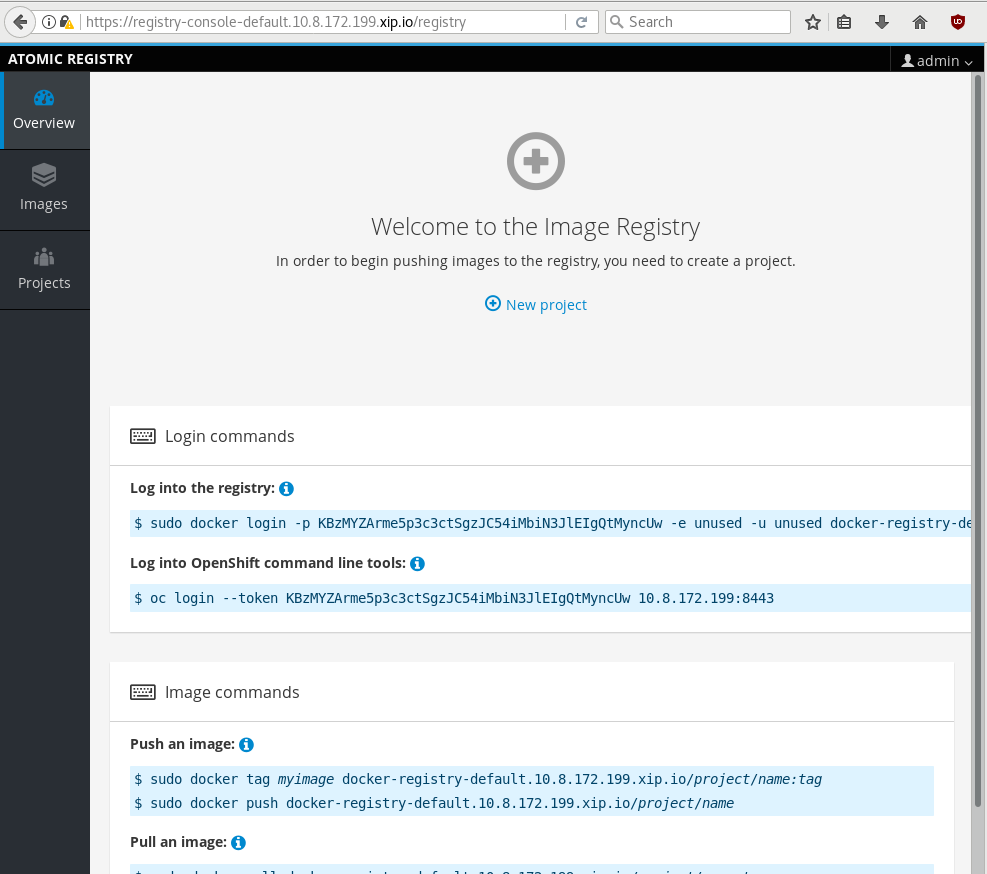 https://registry-console-default.10.8.172.199.xip.io/registry
Search
ATOMIC REGISTRY
admin
Overview
Images
Projects
Welcome to the Image Registry
In order to begin pushing images to the registry, you need to create a project.
New project
Login commands
Log into the registry:
$ sudo docker login -p KBzMYZArme5p3c3ctSgzJC54iMbiN3JlEIgQtMyncUw -e unused -u unused docker-registry-de
Log into OpenShift command line tools:
$ oc login --token KBzMYZArme5p3c3ctSgzJC54iMbiN3JlEIgQtMyncUw 10.8.172.199:8443
Image commands
Push an image:
$ sudo docker tag myimage docker-registry-default.10.8.172.199.xip.io/project/name:tag
$ sudo docker push docker-registry-default.10.8.172.199.xip.io/project/name
Pull an image: